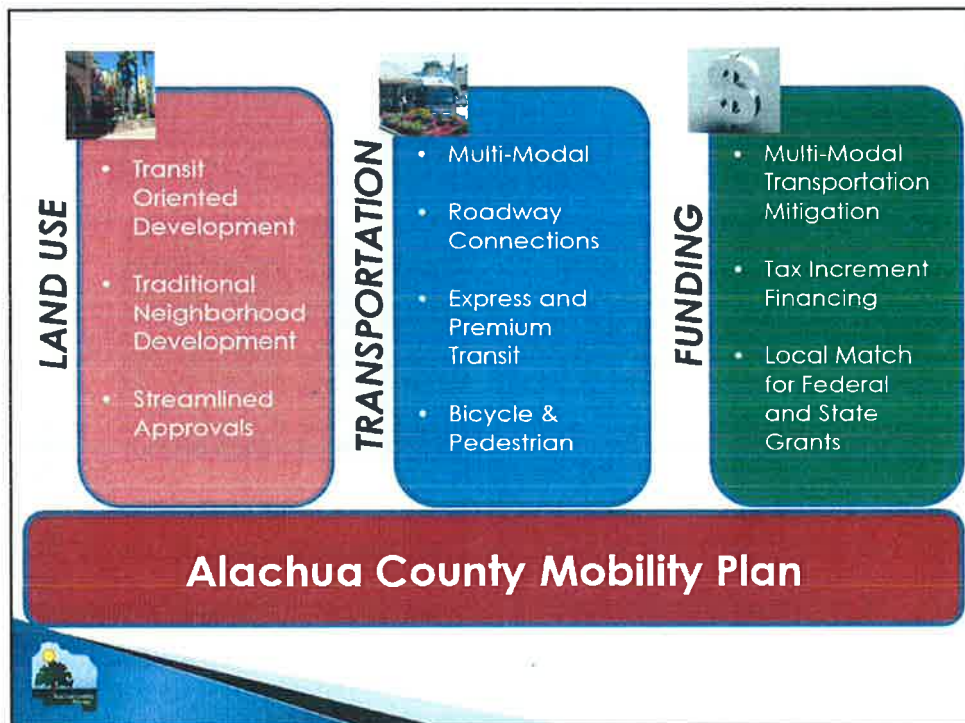 LAND USE
• Transit
Oriented
Development
• Traditional
Neighborhood
Development
• Streamlined
Approvals
TRANSPORTATION
• Multi-Modal
• Roadway
Connections
• Express and
Premium
Transit
• Bicycle &
Pedestrian
FUNDING
• Multi-Modal
Transportation
Mitigation
• Tax Increment
Financing
• Local Match
for Federal
and State
Grants
Alachua County Mobility Plan